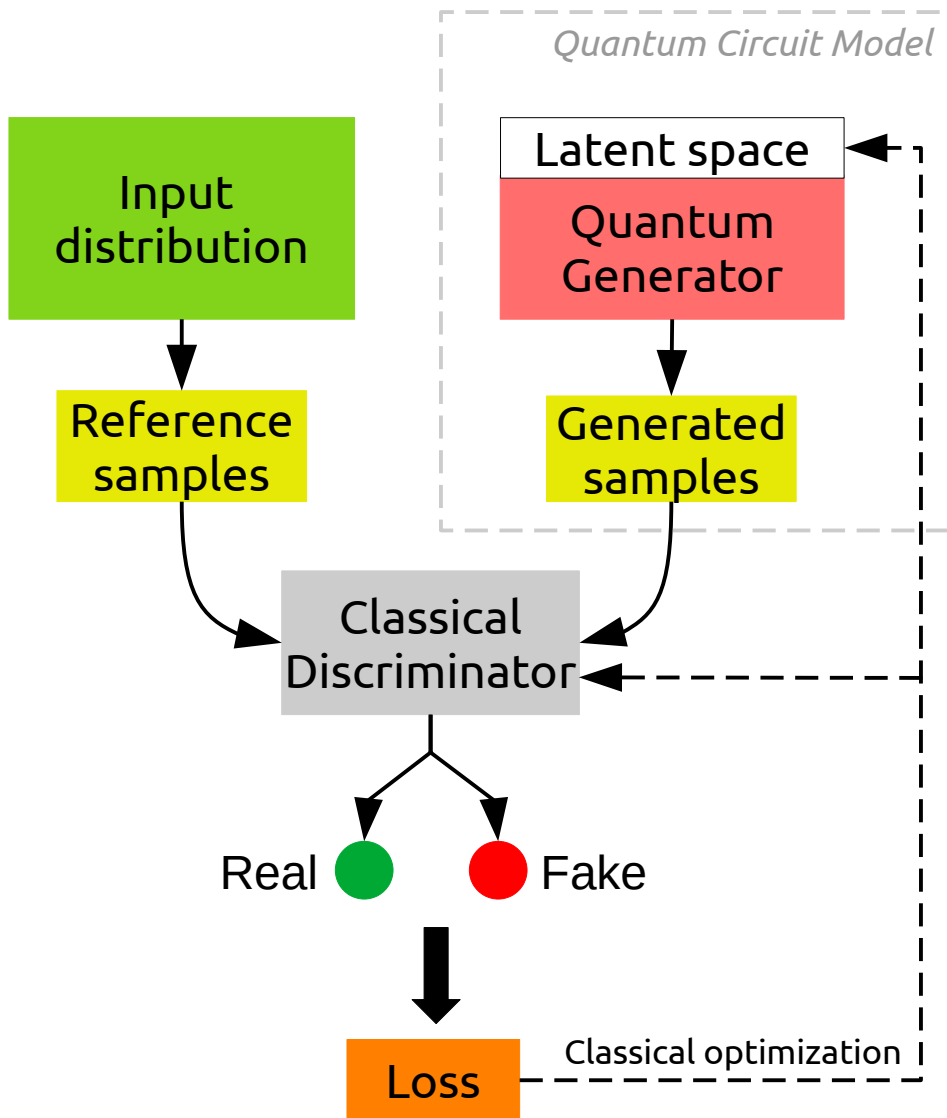 Quantum Circuit Model
Input
distribution
Latent space
Quantum
Generator
Reference
samples
Generated
samples
Classical
Discriminator
Real
Fake
Classical optimization
Loss